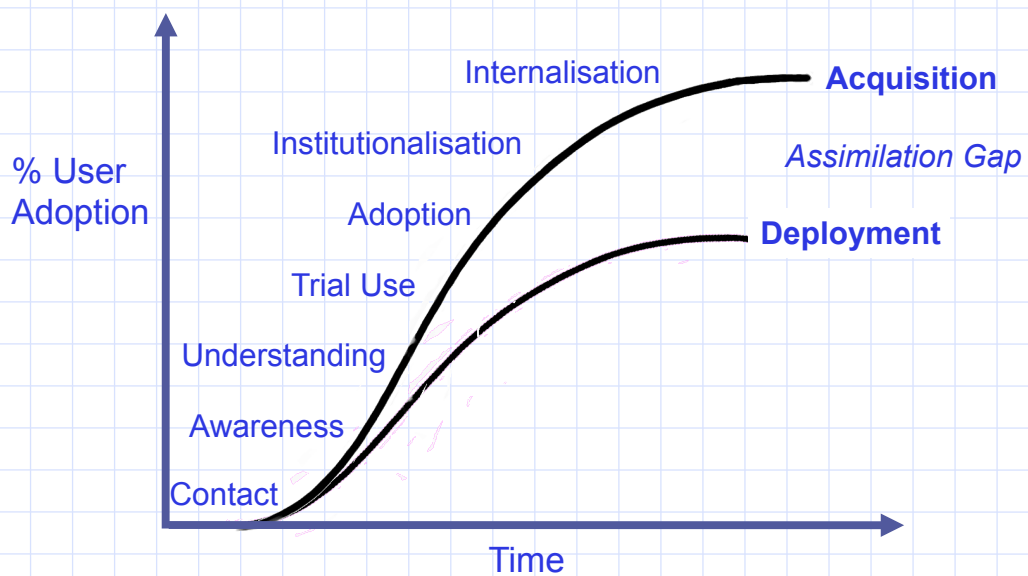 Internalisation
Acquisition
Institutionalisation
Assimilation Gap
% User
Adoption
Adoption
Deployment
Trial Use
Understanding
Awareness
Contact
Time